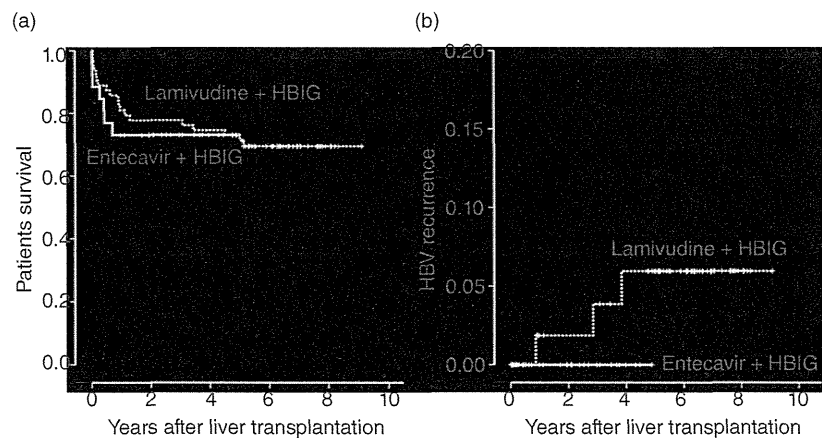 (a)
1.0
0.8
0.6
0.4
0.2
0.0
Patients survival
Lamivudine + HBIG
Entecavir + HBIG
0 2 4 6 8 10
Years after liver transplantation
(b)
0.20
0.15
0.10
0.05
0.00
HBV recurrence
Lamivudine + HBIG
Entecavir + HBIG
0 2 4 6 8 10
Years after liver transplantation